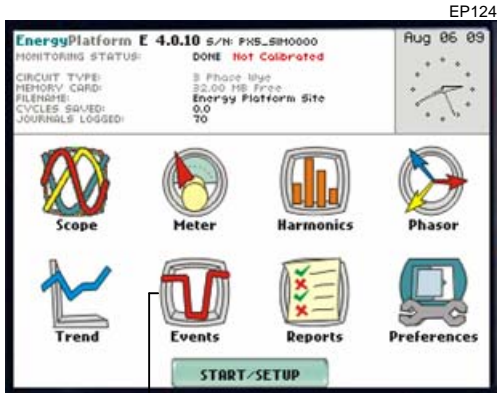 EP124
EnergyPlatform E 4.0.10 S/N: PX5_SIM0000
MONITORING STATUS: DONE Not Calibrated
CIRCUIT TYPE: 3 Phase Wye
MEMORY CARD: 32.00 MB Free
FILENAME: Energy Platform Site
CYCLES SAVED: 0.0
JOURNALS LOGGED: 70
Aug 06 09
Scope
Meter
Harmonics
Phasor
Trend
Events
Reports
Preferences
START/SETUP